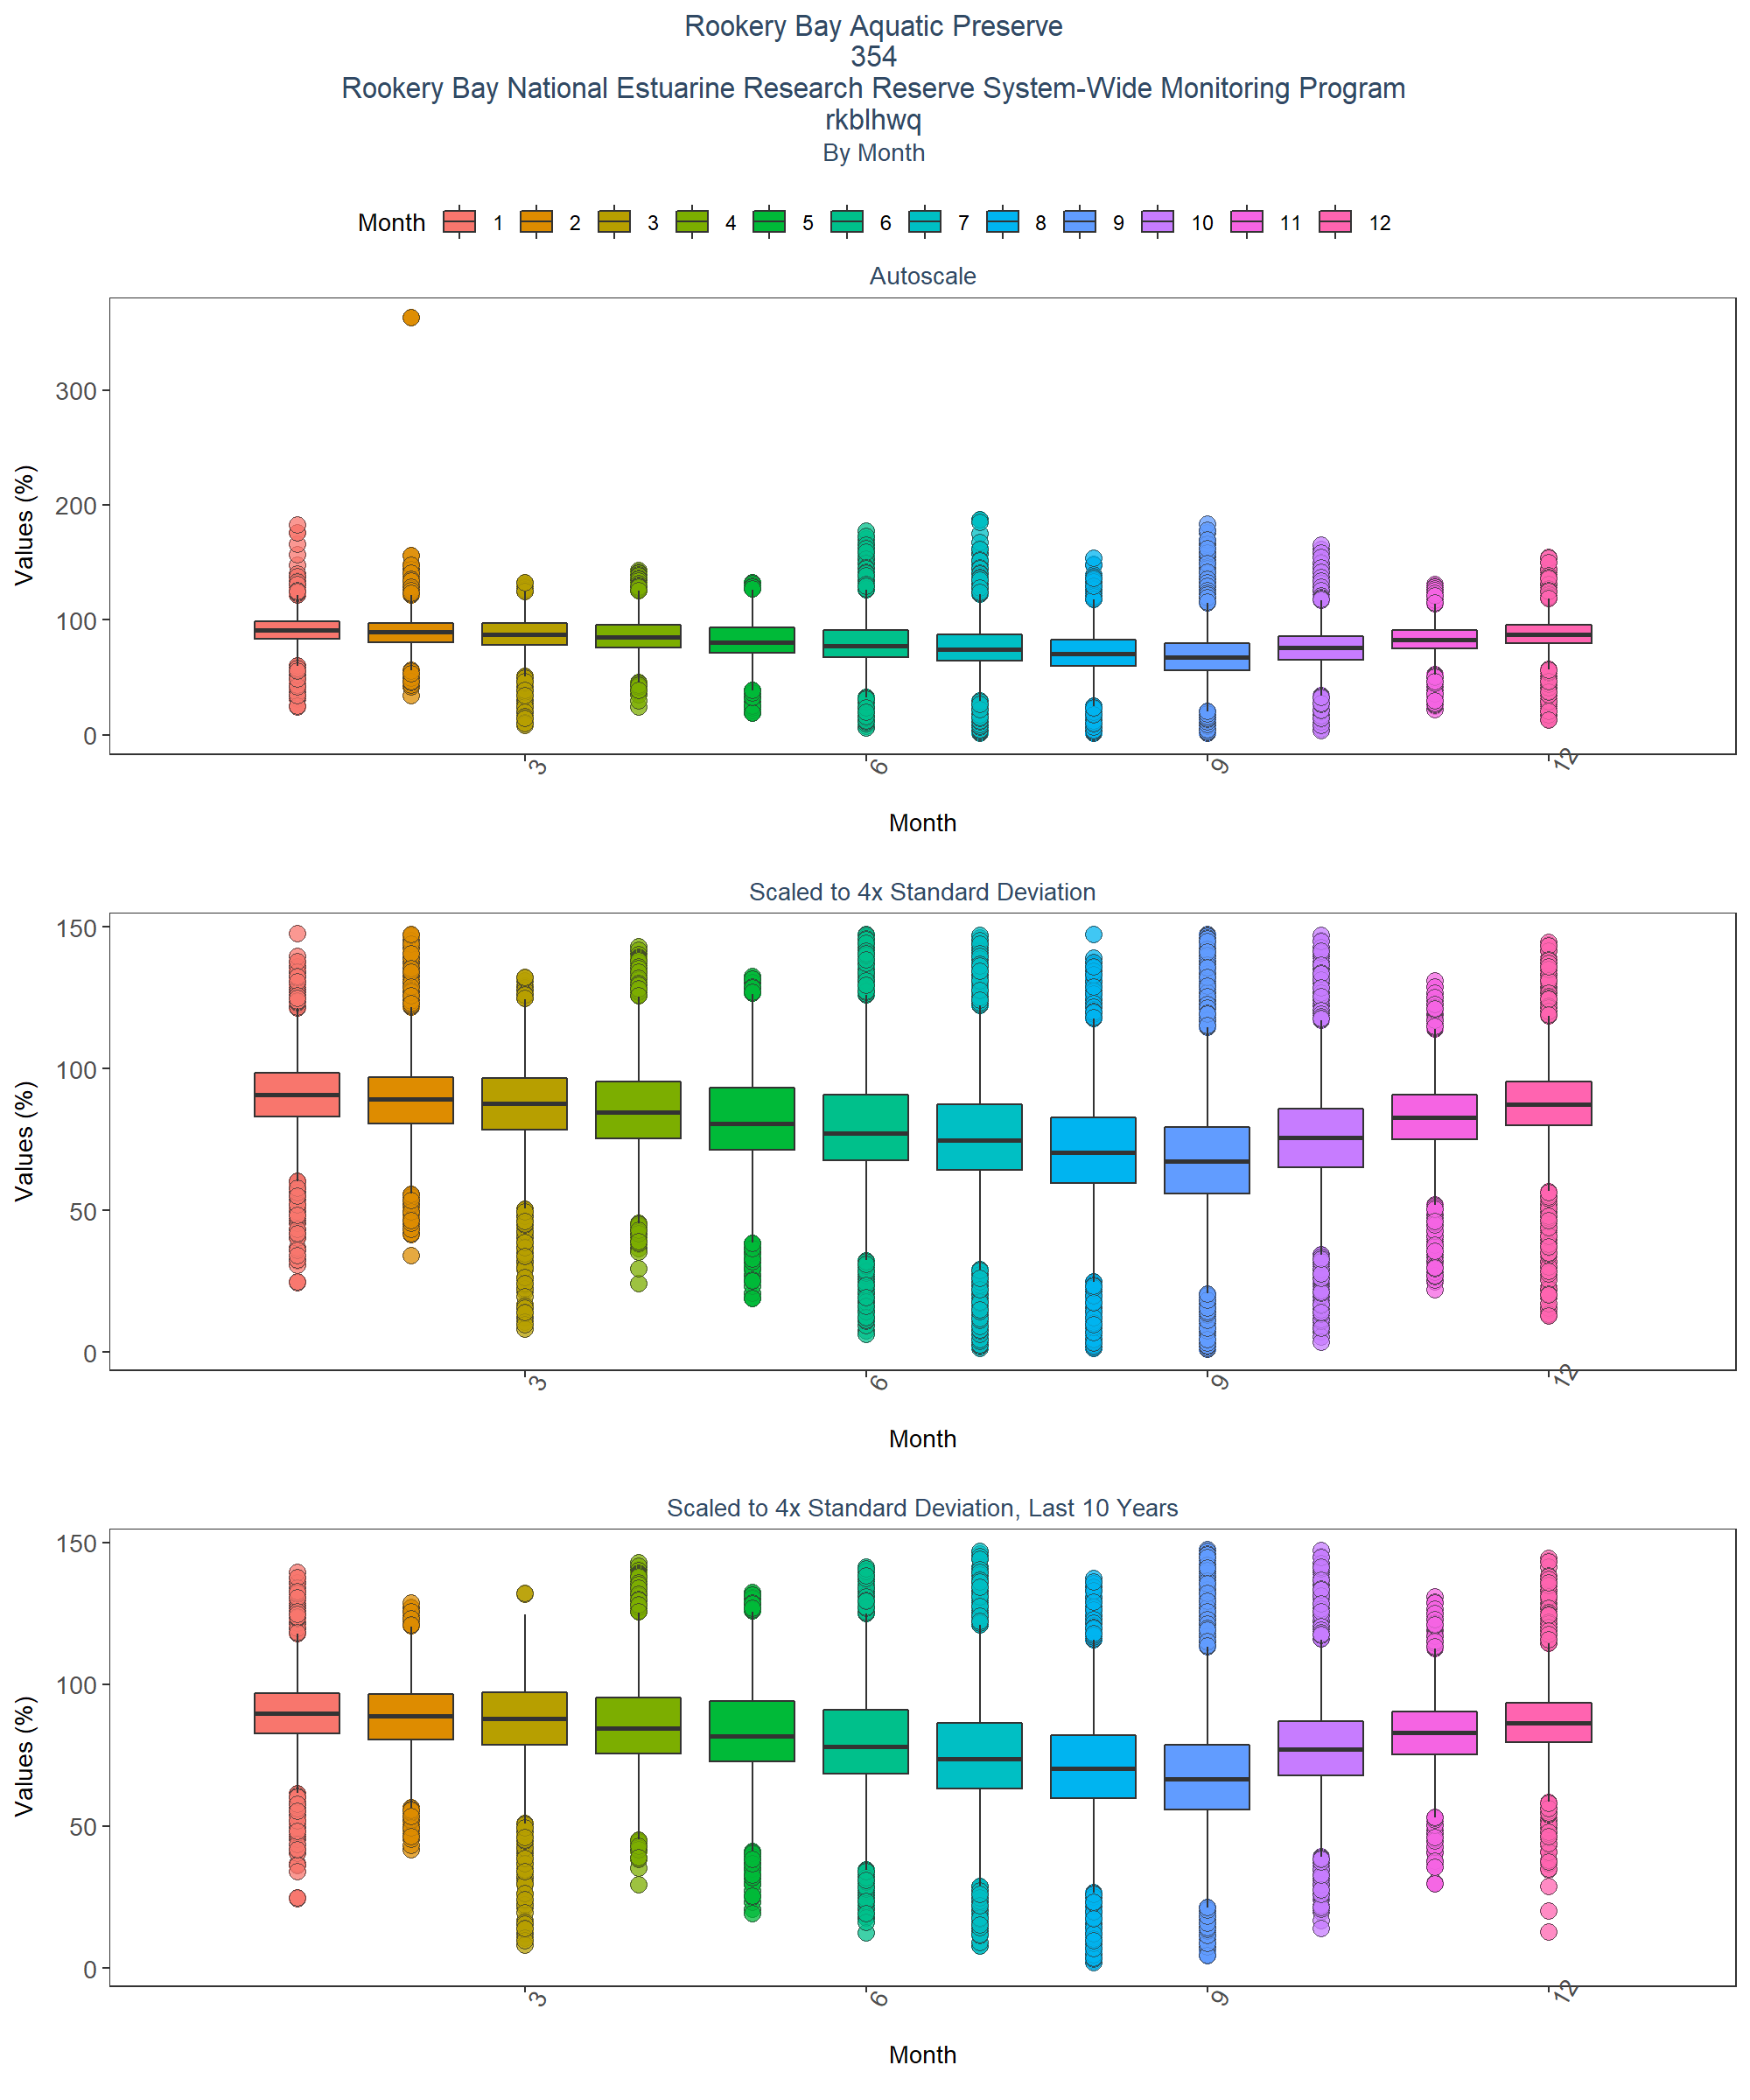 Rookery Bay Aquatic Preserve
354
Rookery Bay National Estuarine Research Reserve System-Wide Monitoring Program
rkblhwq
By Month
Month 1 2 3 4 5 6 7 8 9 10 11 12
Autoscale
Values (%)
300
200
100
0
3 6 9 12
Month
Scaled to 4x Standard Deviation
Values (%)
150
100
50
0
3 6 9 12
Month
Scaled to 4x Standard Deviation, Last 10 Years
Values (%)
150
100
50
0
3 6 9 12
Month